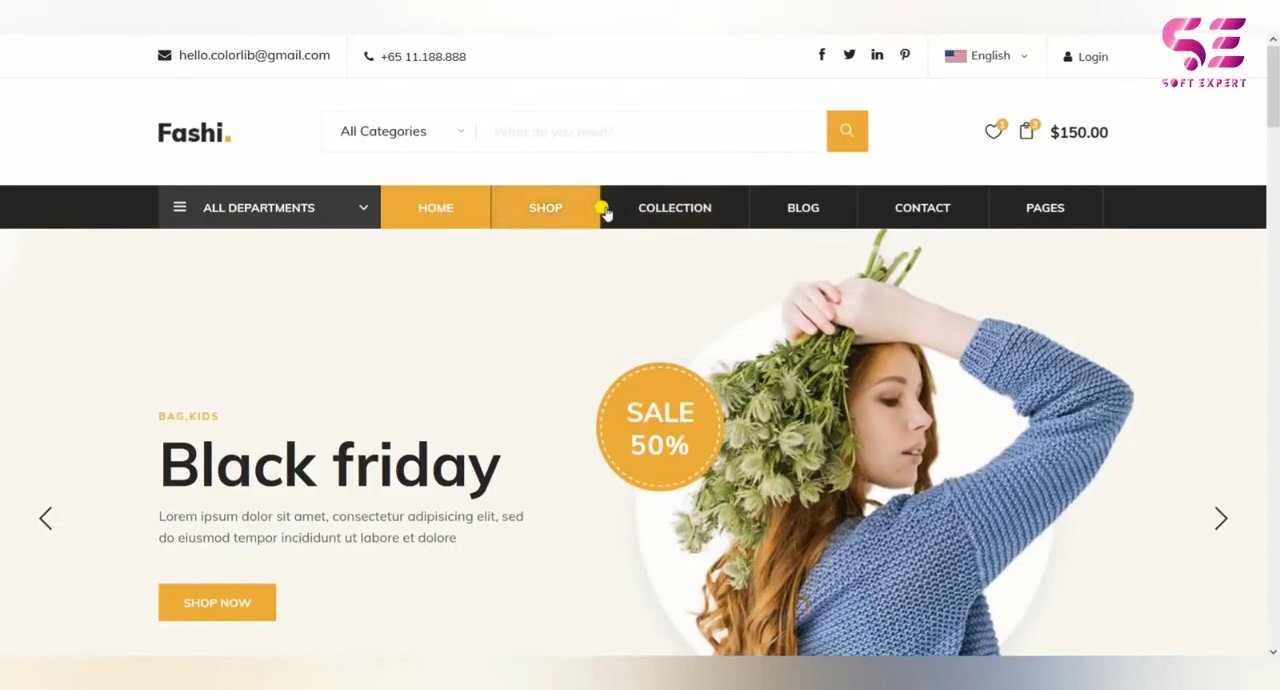 hello.colorlib@gmail.com
+65 11.188.888
English
Login
SOFT EXPERT
Fashi.
All Categories
What do you need?
1
3
$150.00
ALL DEPARTMENTS
HOME
SHOP
COLLECTION
BLOG
CONTACT
PAGES
SALE
50%
BAG,KIDS
Black friday
Lorem ipsum dolor sit amet, consectetur adipisicing elit, sed
do eiusmod tempor incididunt ut labore et dolore
SHOP NOW